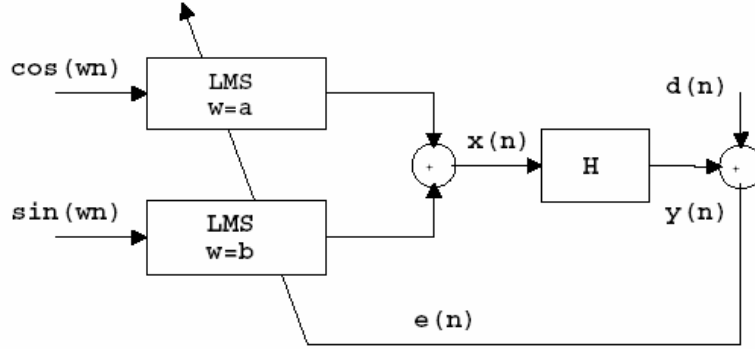 cos(wn)
LMS
w=a
d(n)
x(n)
+
H
+
sin(wn)
LMS
w=b
y(n)
e(n)